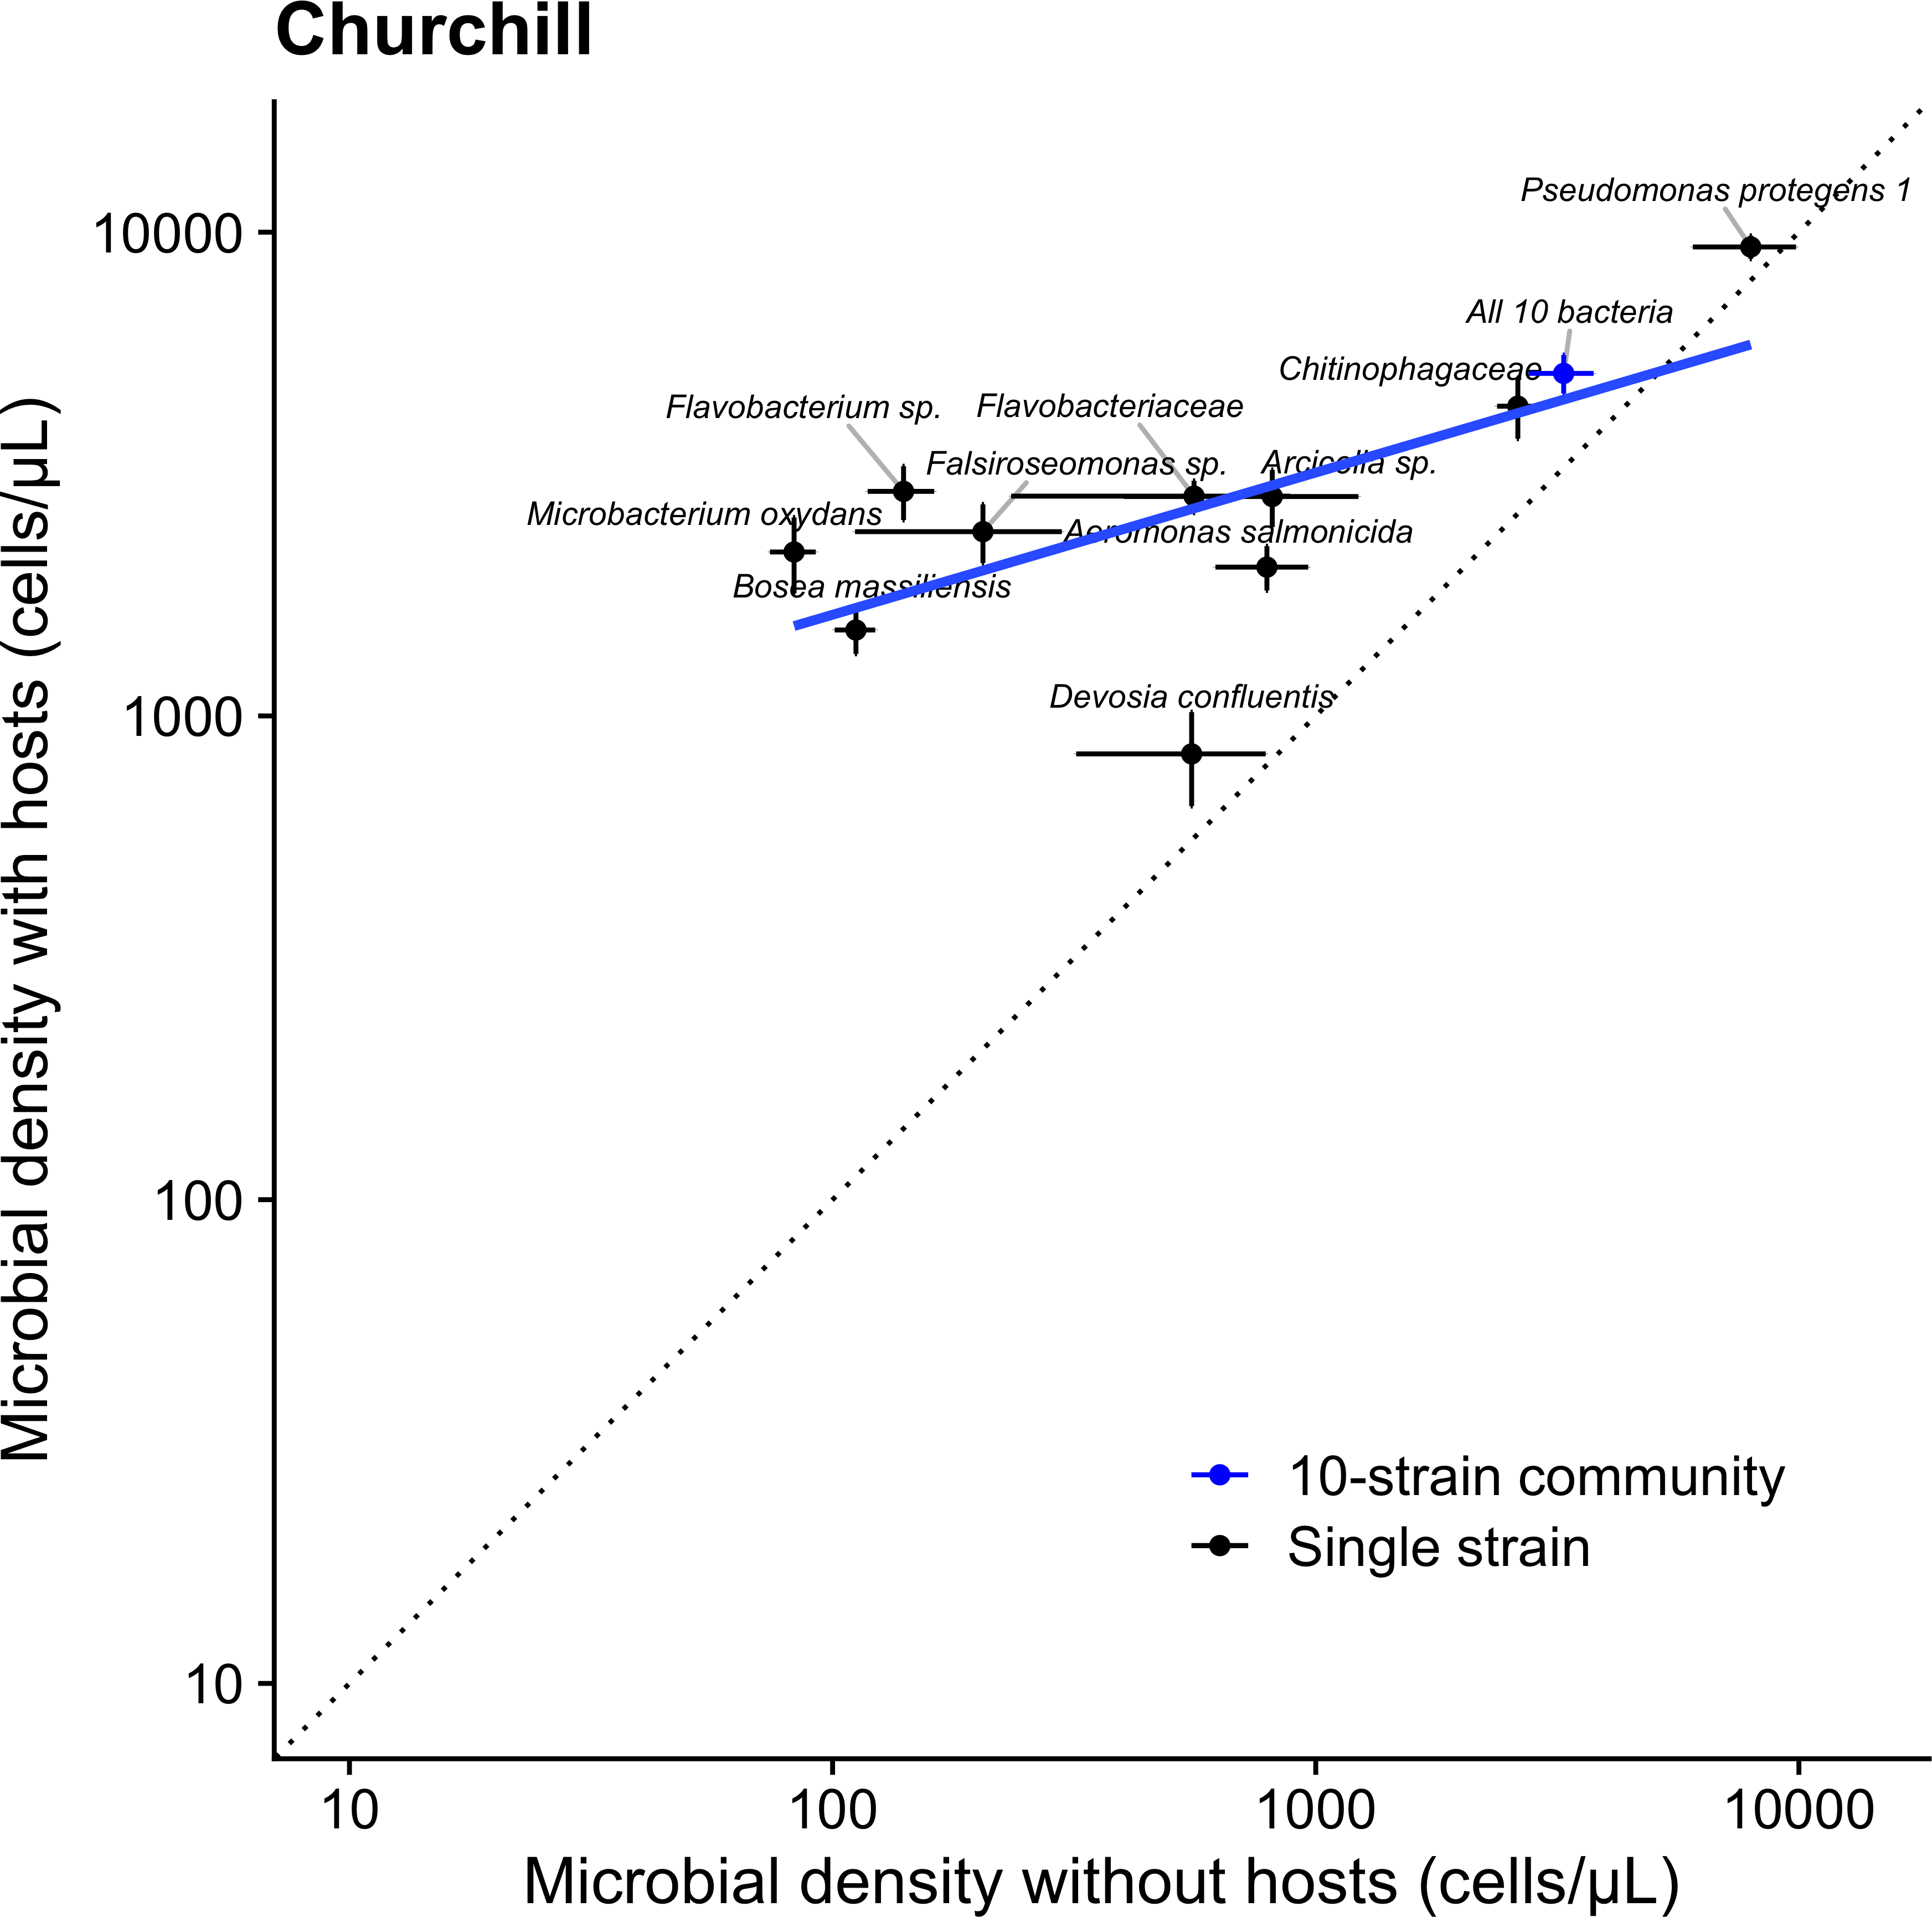 Churchill
Microbial density with hosts (cells/μL)
10000
1000
100
10
Pseudomonas protegens 1
All 10 bacteria
Chitinophagaceae
Flavobacterium sp.
Flavobacteriaceae
Falsiroseomonas sp.
Arcicella sp.
Microbacterium oxydans
Aeromonas salmonicida
Bosea massiliensis
Devosia confluentis
10-strain community
Single strain
10
100
1000
10000
Microbial density without hosts (cells/μL)